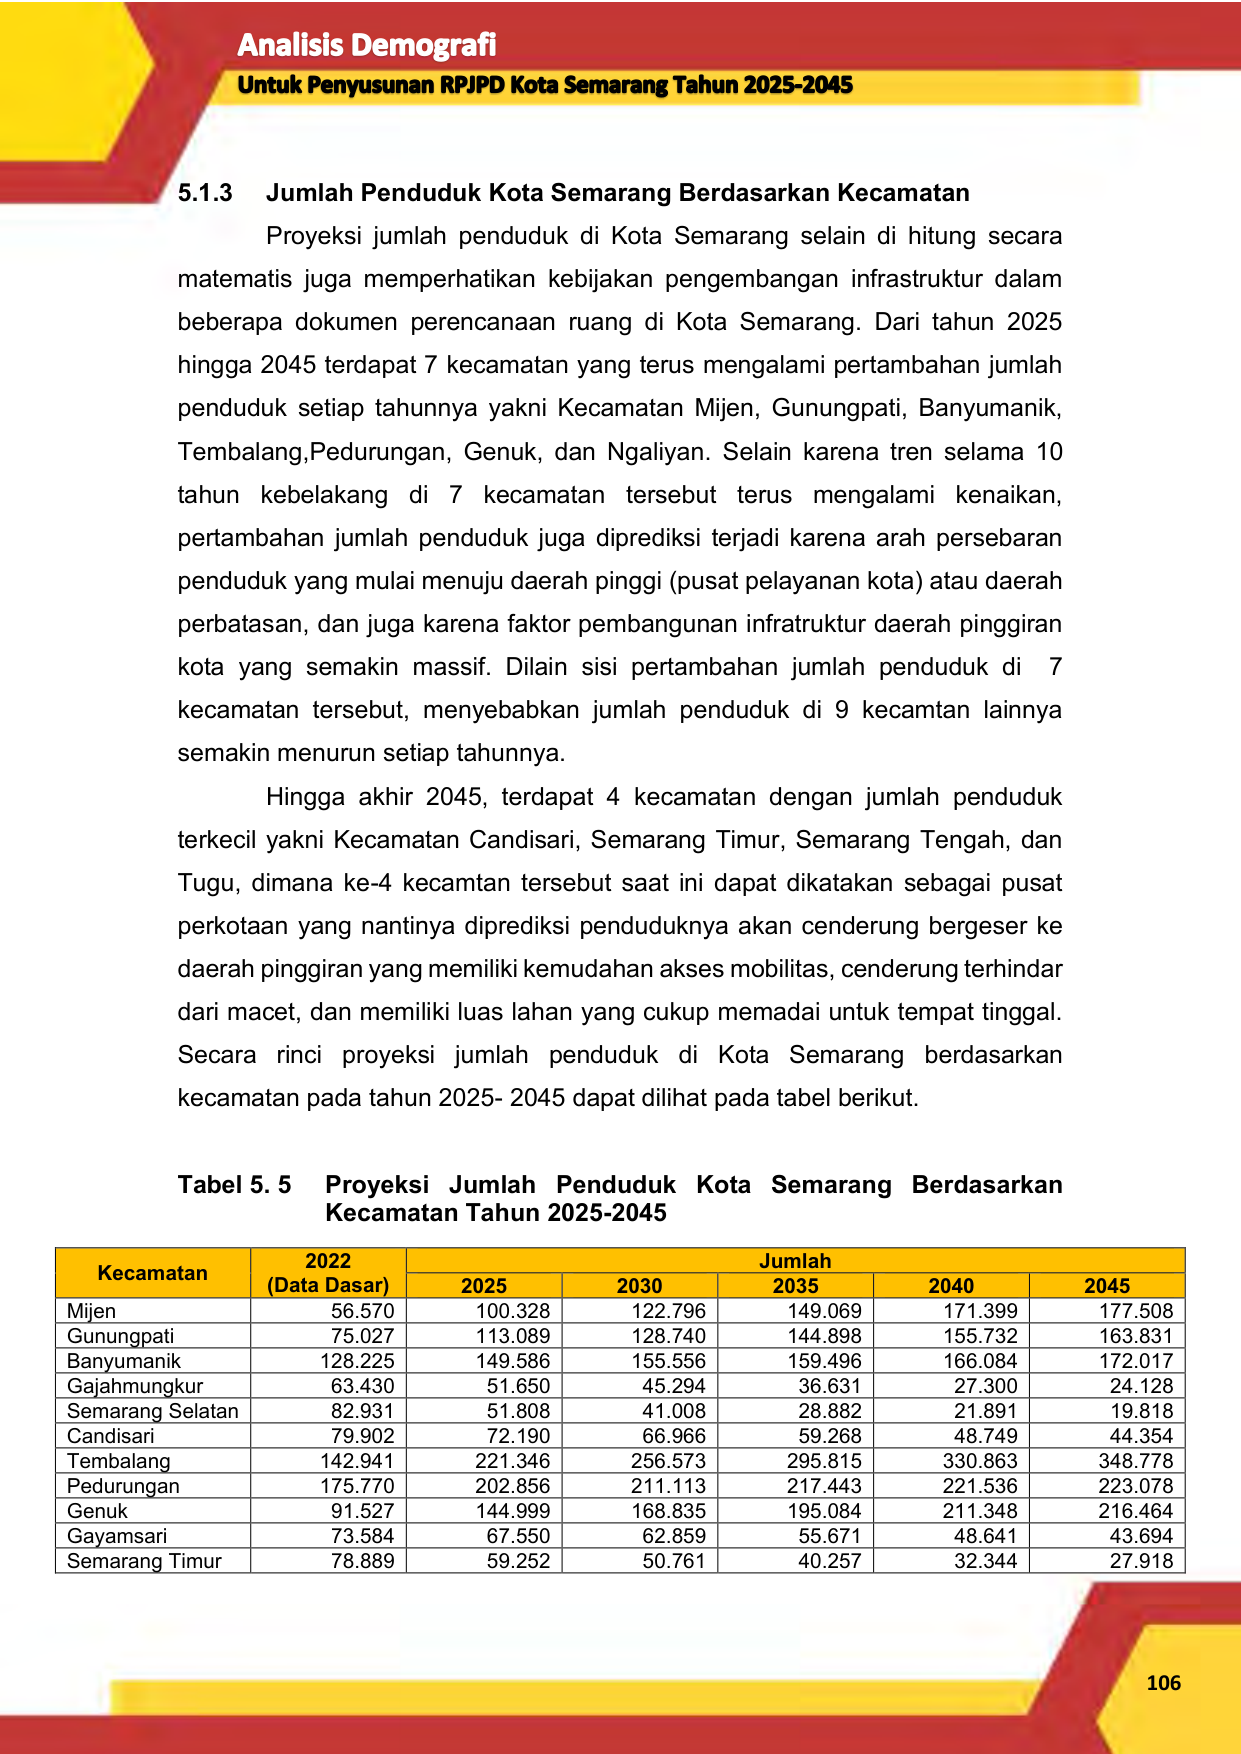 Analisis Demografi
Untuk Penyusunan RPJPD Kota Semarang Tahun 2025-2045
5.1.3 Jumlah Penduduk Kota Semarang Berdasarkan Kecamatan
Proyeksi jumlah penduduk di Kota Semarang selain di hitung secara
matematis juga memperhatikan kebijakan pengembangan infrastruktur dalam
beberapa dokumen perencanaan ruang di Kota Semarang. Dari tahun 2025
hingga 2045 terdapat 7 kecamatan yang terus mengalami pertambahan jumlah
penduduk setiap tahunnya yakni Kecamatan Mijen, Gunungpati, Banyumanik,
Tembalang,Pedurungan, Genuk, dan Ngaliyan. Selain karena tren selama 10
tahun kebelakang di 7 kecamatan tersebut terus mengalami kenaikan,
pertambahan jumlah penduduk juga diprediksi terjadi karena arah persebaran
penduduk yang mulai menuju daerah pinggi (pusat pelayanan kota) atau daerah
perbatasan, dan juga karena faktor pembangunan infratruktur daerah pinggiran
kota yang semakin massif. Dilain sisi pertambahan jumlah penduduk di 7
kecamatan tersebut, menyebabkan jumlah penduduk di 9 kecamtan lainnya
semakin menurun setiap tahunnya.
Hingga akhir 2045, terdapat 4 kecamatan dengan jumlah penduduk
terkecil yakni Kecamatan Candisari, Semarang Timur, Semarang Tengah, dan
Tugu, dimana ke-4 kecamtan tersebut saat ini dapat dikatakan sebagai pusat
perkotaan yang nantinya diprediksi penduduknya akan cenderung bergeser ke
daerah pinggiran yang memiliki kemudahan akses mobilitas, cenderung terhindar
dari macet, dan memiliki luas lahan yang cukup memadai untuk tempat tinggal.
Secara rinci proyeksi jumlah penduduk di Kota Semarang berdasarkan
kecamatan pada tahun 2025- 2045 dapat dilihat pada tabel berikut.
Tabel 5. 5 Proyeksi Jumlah Penduduk Kota Semarang Berdasarkan
Kecamatan Tahun 2025-2045
Kecamatan 2022 (Data Dasar) Jumlah
2025 2030 2035 2040 2045
Mijen 56.570 100.328 122.796 149.069 171.399 177.508
Gunungpati 75.027 113.089 128.740 144.898 155.732 163.831
Banyumanik 128.225 149.586 155.556 159.496 166.084 172.017
Gajahmungkur 63.430 51.650 45.294 36.631 27.300 24.128
Semarang Selatan 82.931 51.808 41.008 28.882 21.891 19.818
Candisari 79.902 72.190 66.966 59.268 48.749 44.354
Tembalang 142.941 221.346 256.573 295.815 330.863 348.778
Pedurungan 175.770 202.856 211.113 217.443 221.536 223.078
Genuk 91.527 144.999 168.835 195.084 211.348 216.464
Gayamsari 73.584 67.550 62.859 55.671 48.641 43.694
Semarang Timur 78.889 59.252 50.761 40.257 32.344 27.918
106